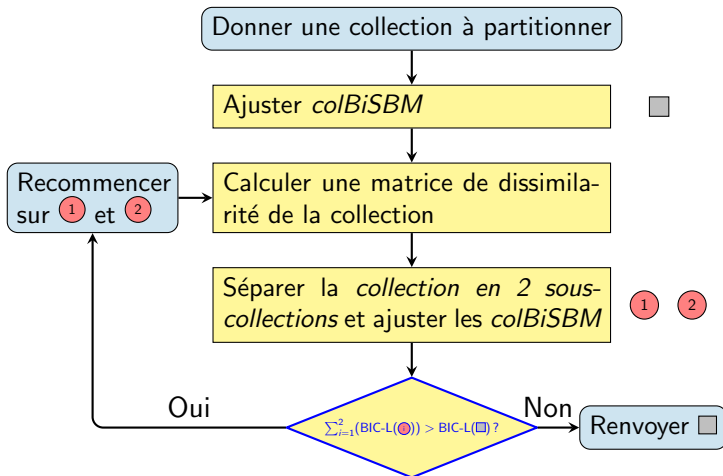 Donner une collection à partitionner
Ajuster colBiSBM
Recommencer
sur 1 et 2
Calculer une matrice de dissimila-
rité de la collection
Séparer la collection en 2 sous-
collections et ajuster les colBiSBM
1 2
Oui
∑²ᵢ₌₁(BIC-L(i)) > BIC-L(□) ?
Non
Renvoyer